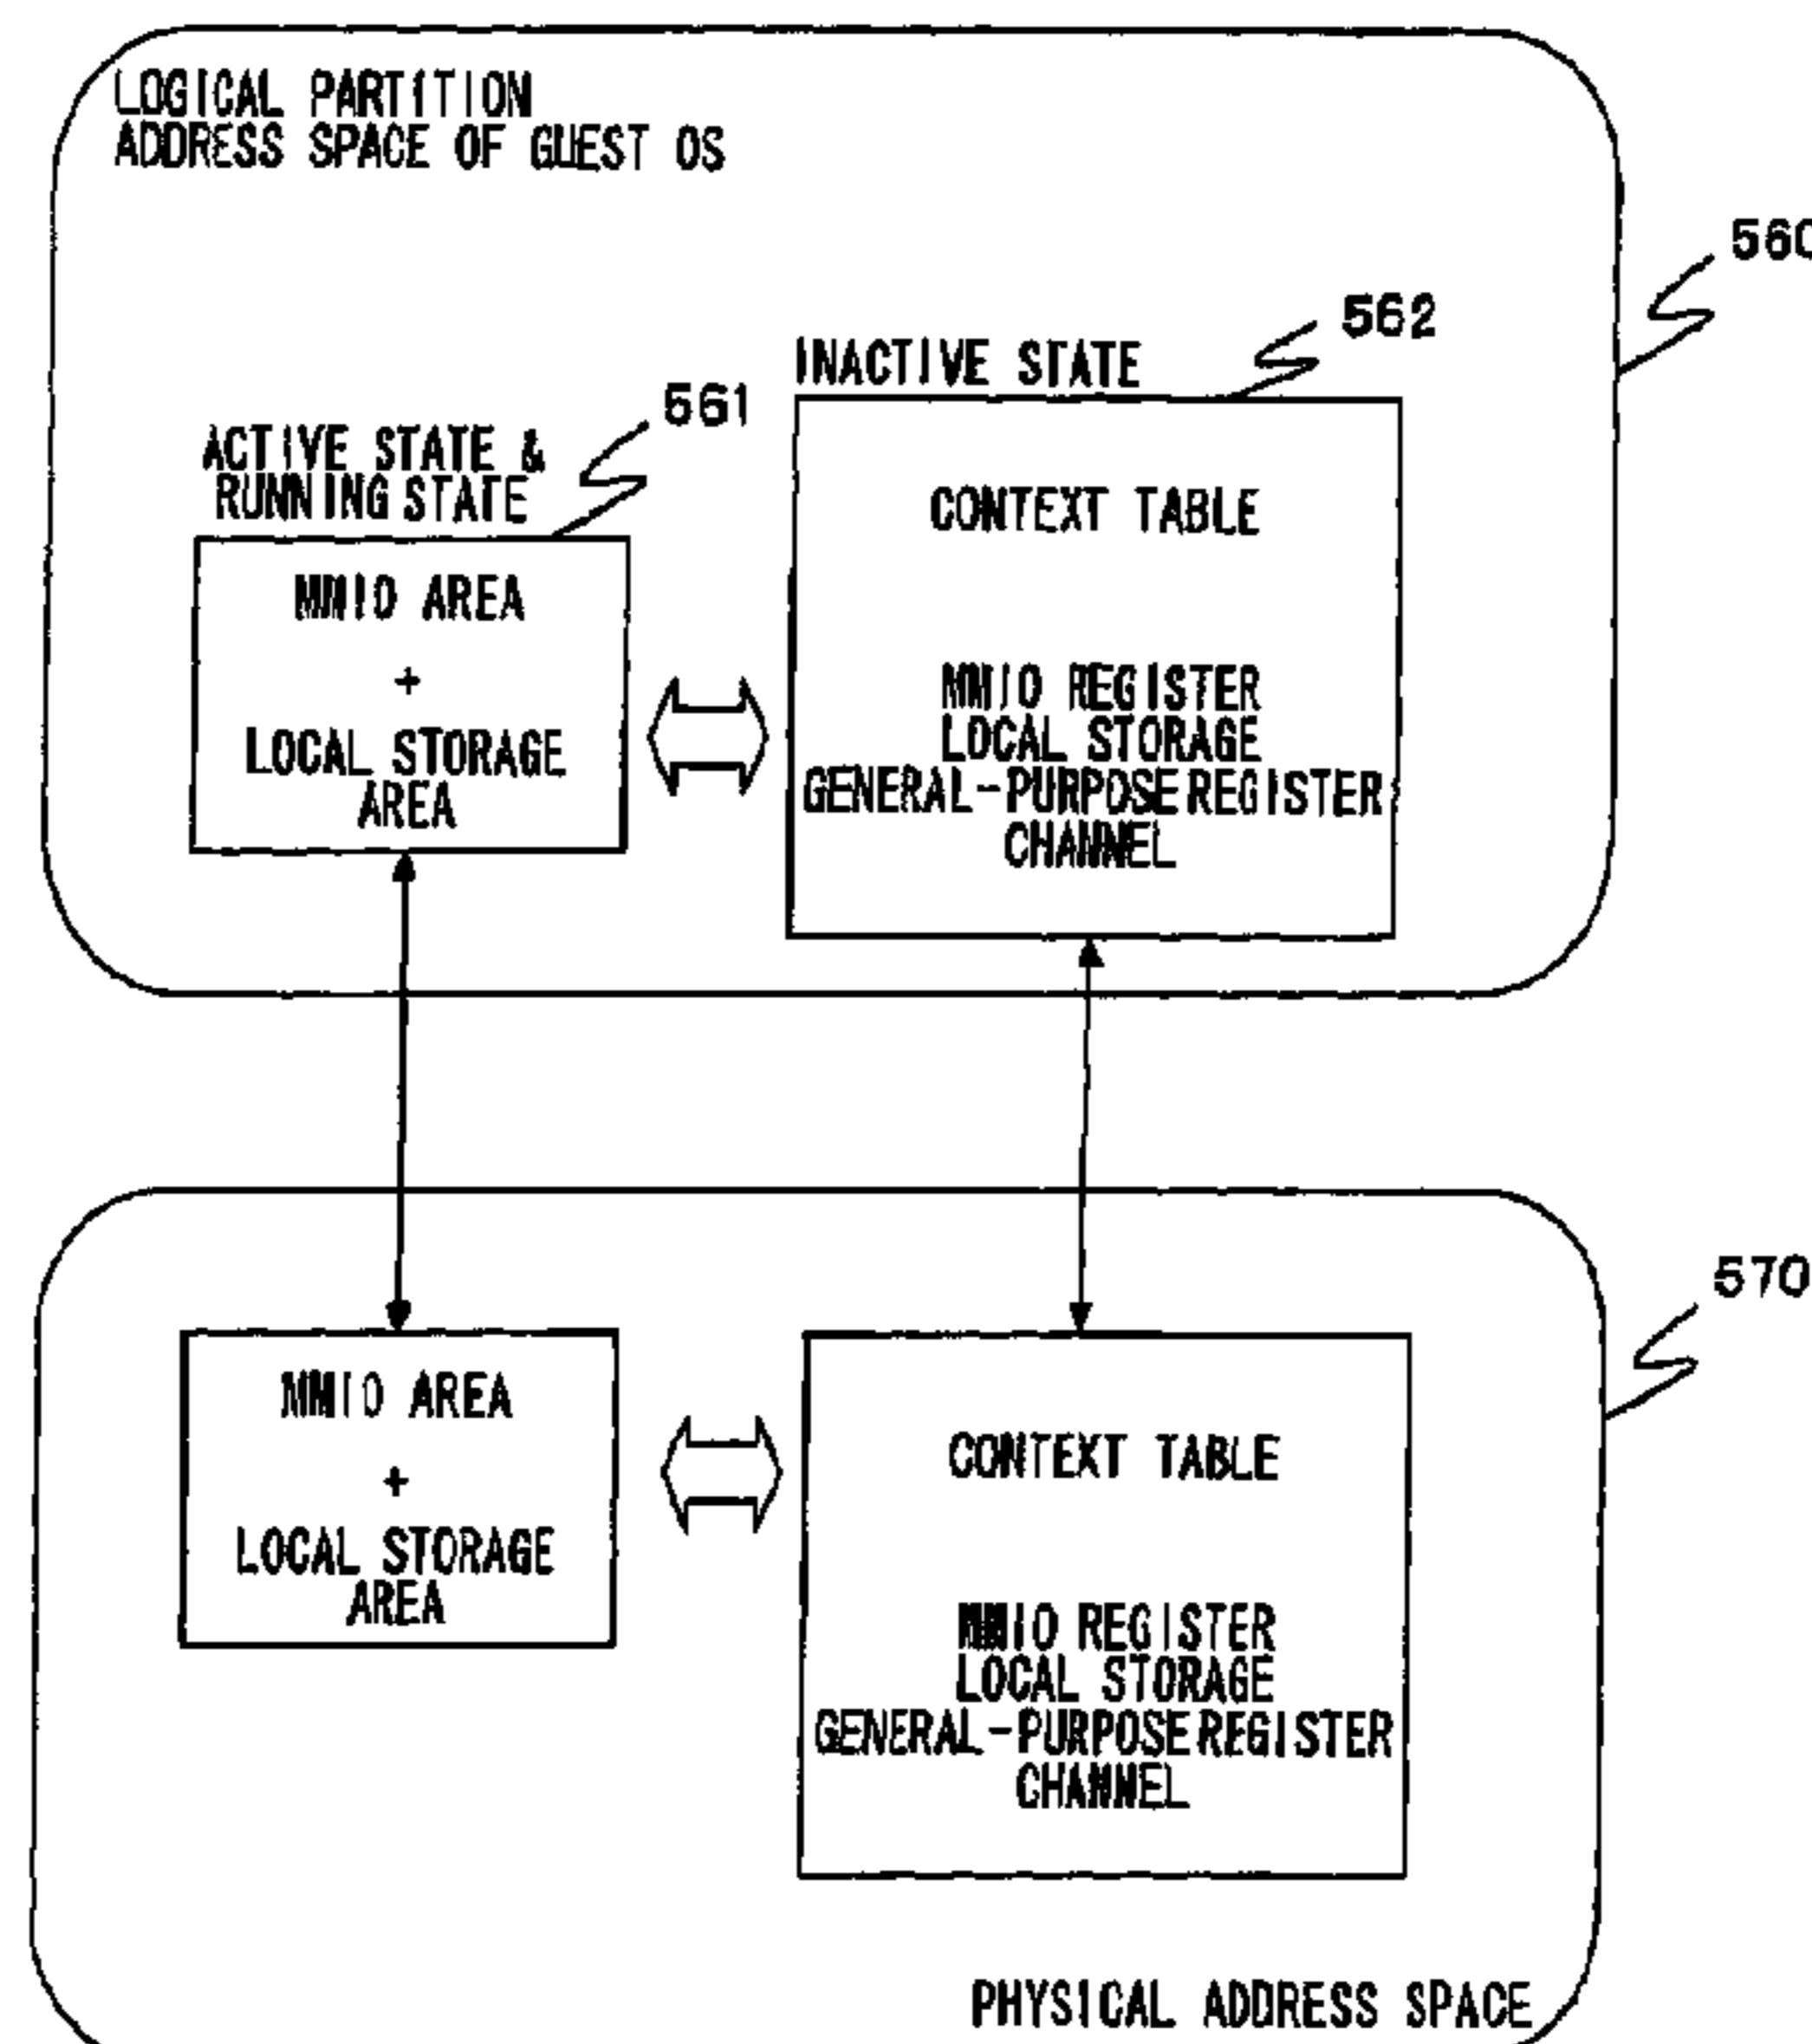 LOGICAL PARTITION
ADDRESS SPACE OF GUEST OS
560
562
INACTIVE STATE
561
ACTIVE STATE &
RUNNING STATE
MMIO AREA
+
LOCAL STORAGE
AREA
CONTEXT TABLE
MMIO REGISTER
LOCAL STORAGE
GENERAL-PURPOSE REGISTER
CHANNEL
570
MMIO AREA
+
LOCAL STORAGE
AREA
CONTEXT TABLE
MMIO REGISTER
LOCAL STORAGE
GENERAL-PURPOSE REGISTER
CHANNEL
PHYSICAL ADDRESS SPACE